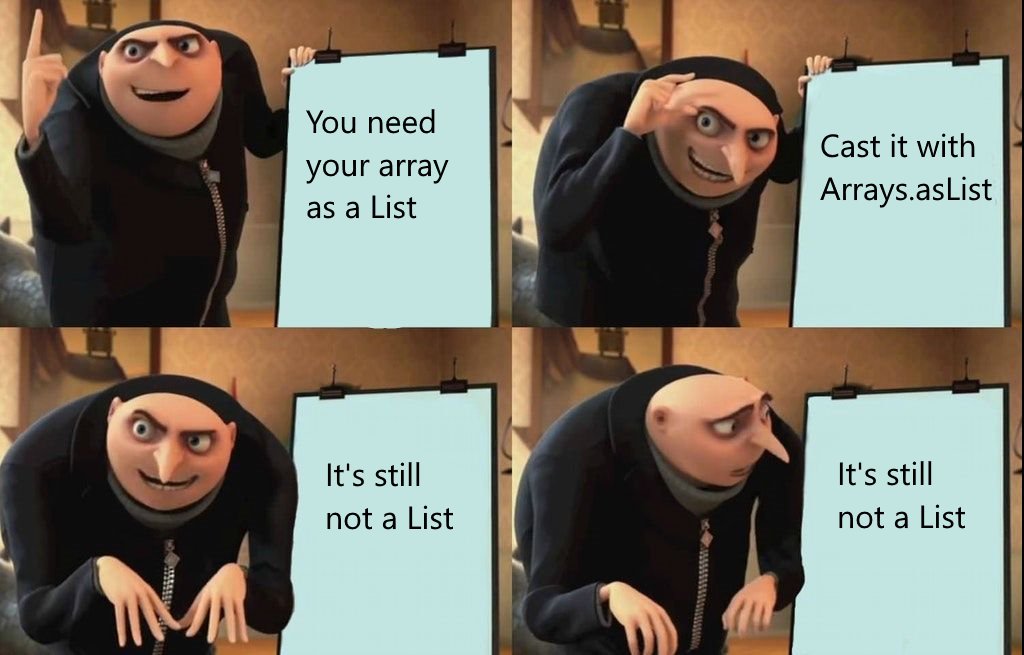 You need
your array
as a List
Cast it with
Arrays.asList
It's still
not a List
It's still
not a List